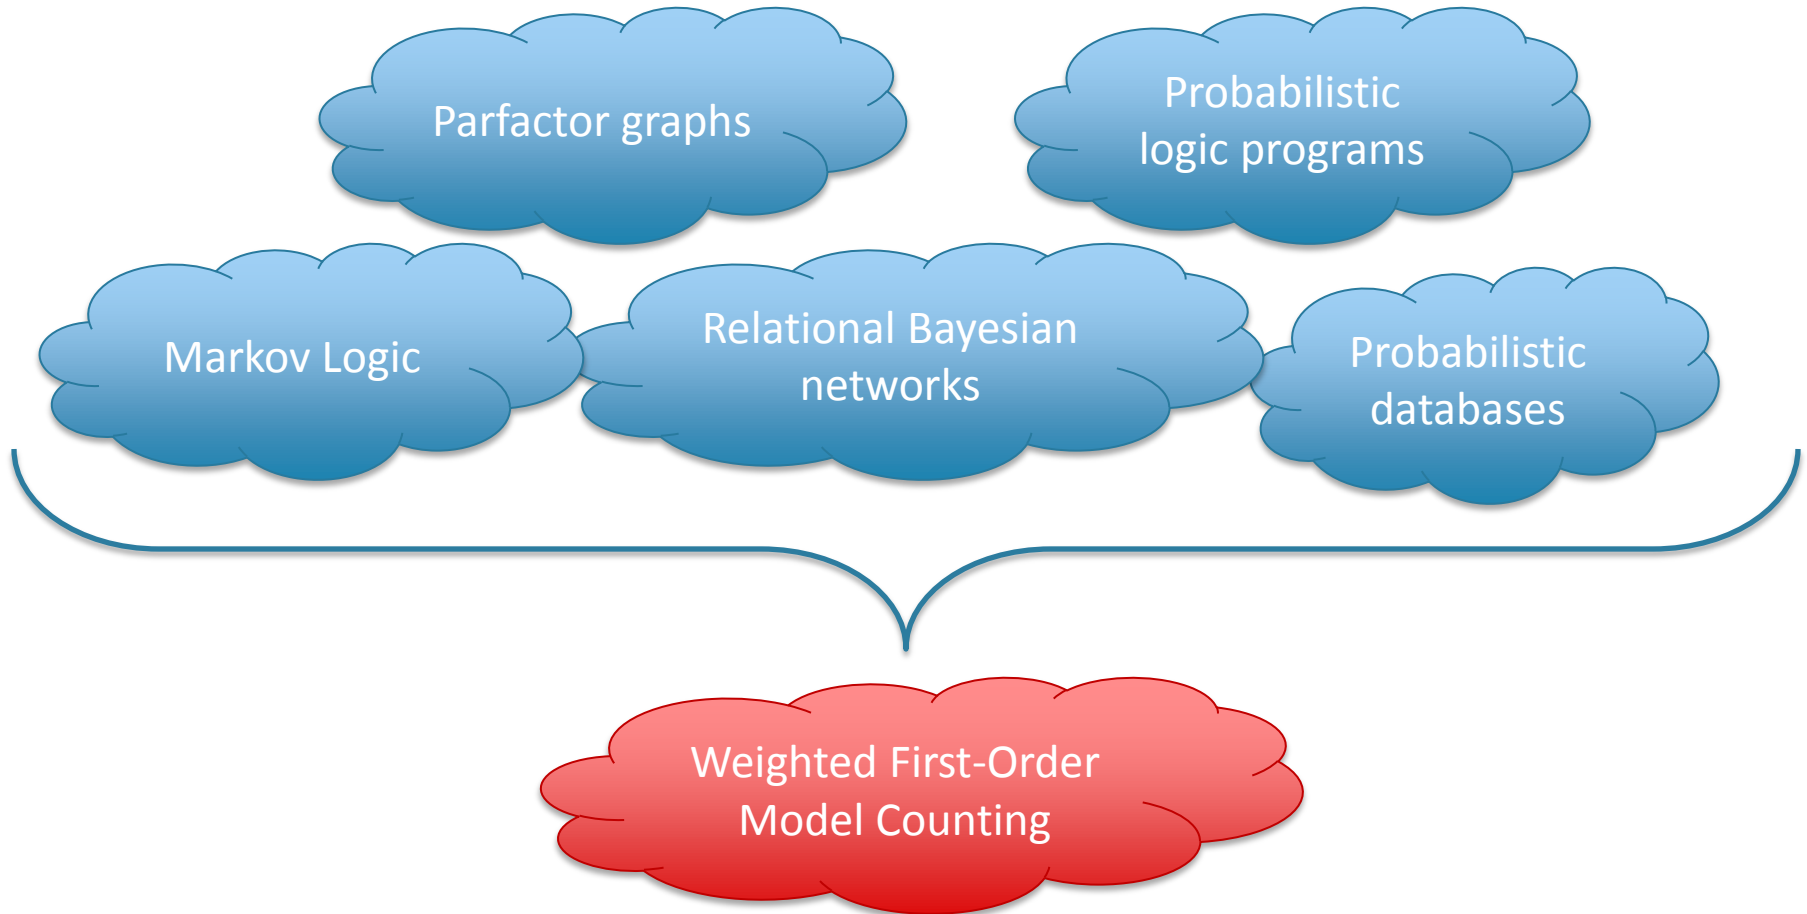 Parfactor graphs
Probabilistic
logic programs
Markov Logic
Relational Bayesian
networks
Probabilistic
databases
Weighted First-Order
Model Counting